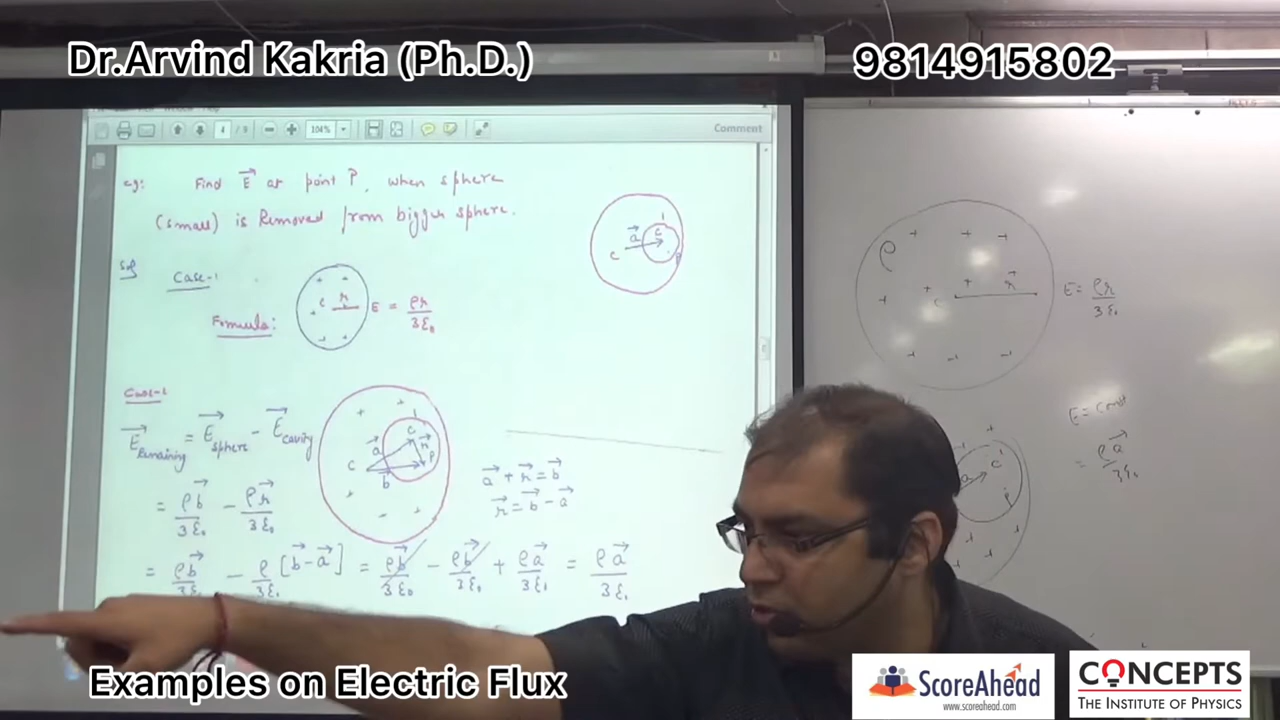 Dr.Arvind Kakria (Ph.D.)
9814915802
4 / 9
104%
Comment
eg: Find E⃗ at point P, when sphere
(small) is Removed from bigger sphere.
Sol
Case-1
Formula:
c r E = ρr/3ε₀
a⃗ c' c P
Case-2
E⃗remaining = E⃗sphere - E⃗cavity
c a⃗ c' r⃗ P b⃗
a⃗ + r⃗ = b⃗
r⃗ = b⃗ - a⃗
= ρb⃗/3ε₀ - ρr⃗/3ε₀
= ρb⃗/3ε₀ - ρ/3ε₀ [b⃗-a⃗] = ρb⃗/3ε₀ - ρb⃗/3ε₀ + ρa⃗/3ε₀ = ρa⃗/3ε₀
ρ
c r⃗
E = ρr/3ε₀
E = const
= ρa⃗/3ε₀
a c' P
Examples on Electric Flux
ScoreAhead
www.scoreahead.com
CONCEPTS
THE INSTITUTE OF PHYSICS